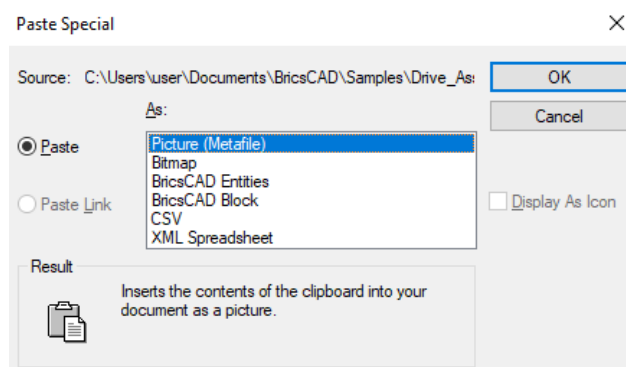 Paste Special
Source: C:\Users\user\Documents\BricsCAD\Samples\Drive_As
OK
As:
Cancel
Paste
Picture (Metafile)
Bitmap
BricsCAD Entities
BricsCAD Block
CSV
XML Spreadsheet
Paste Link
Display As Icon
Result
Inserts the contents of the clipboard into your
document as a picture.